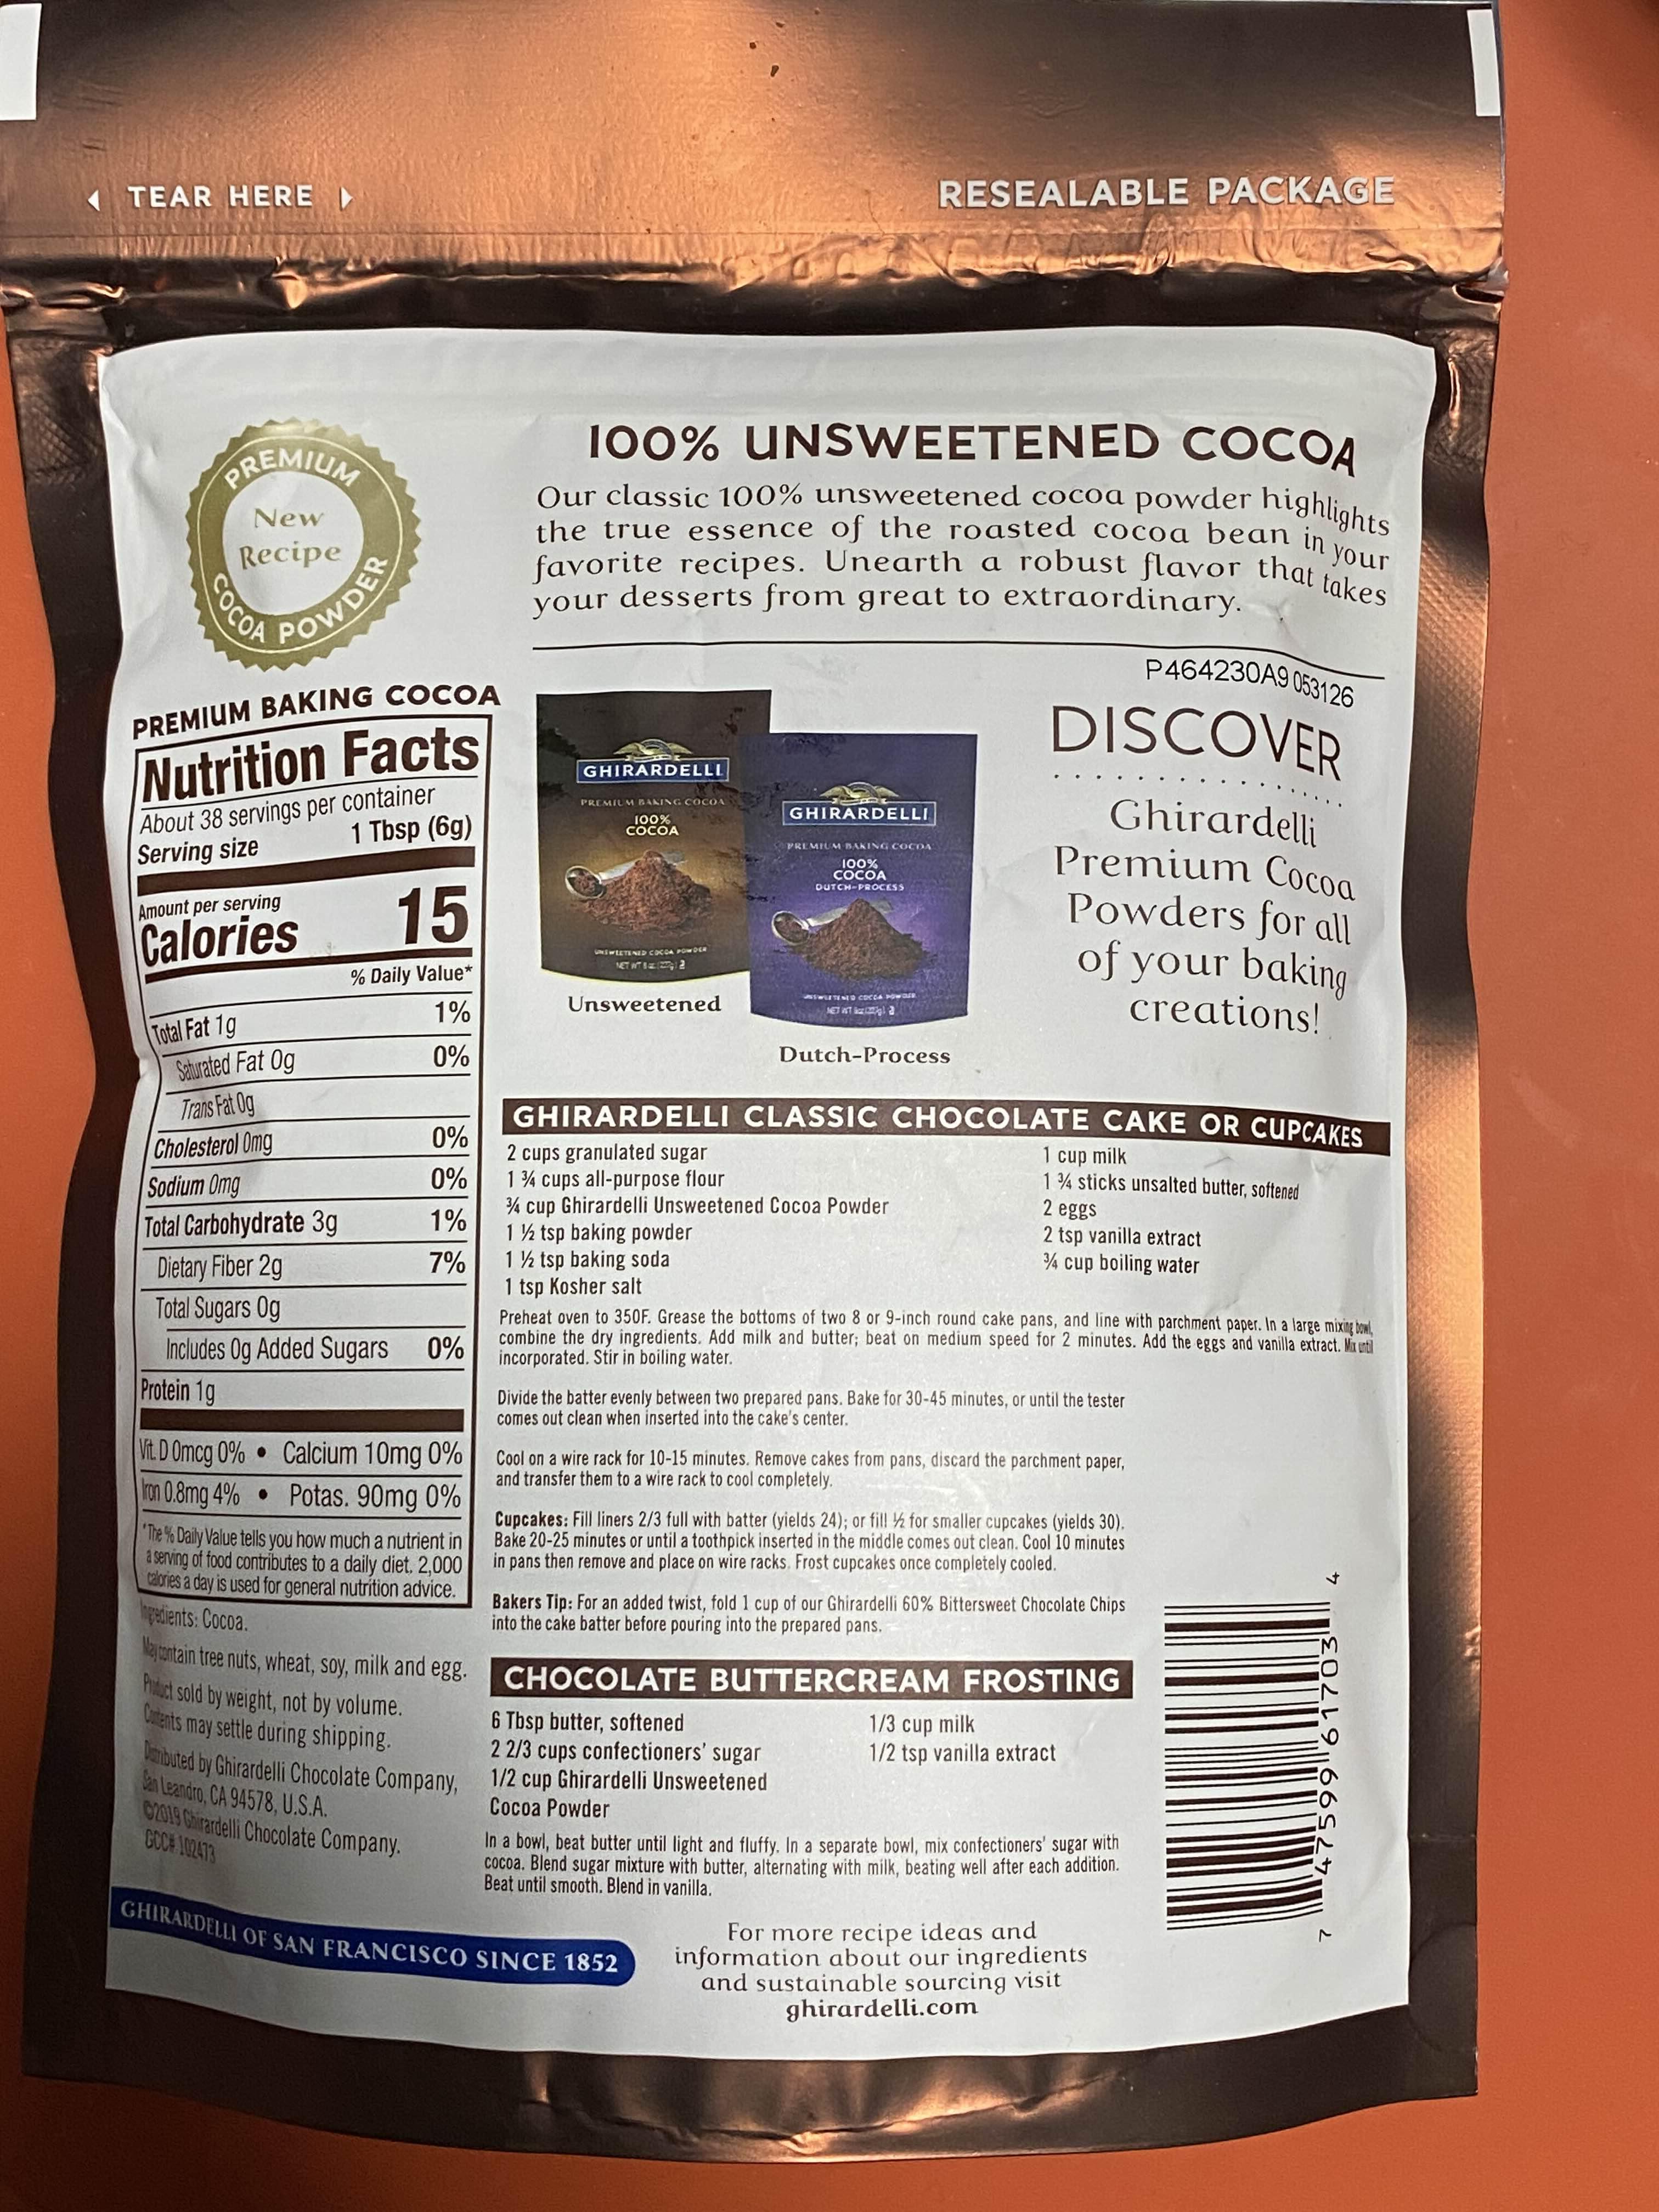 TEAR HERE
RESEALABLE PACKAGE
PREMIUM
New
Recipe
COCOA POWDER
100% UNSWEETENED COCOA
Our classic 100% unsweetened cocoa powder highlights
the true essence of the roasted cocoa bean in your
favorite recipes. Unearth a robust flavor that takes
your desserts from great to extraordinary.
P464230A9 053126
PREMIUM BAKING COCOA
Nutrition Facts
About 38 servings per container
Serving size 1 Tbsp (6g)
Amount per serving
Calories 15
% Daily Value*
Total Fat 1g 1%
Saturated Fat 0g 0%
Trans Fat 0g
Cholesterol 0mg 0%
Sodium 0mg 0%
Total Carbohydrate 3g 1%
Dietary Fiber 2g 7%
Total Sugars 0g
Includes 0g Added Sugars 0%
Protein 1g
Vit. D 0mcg 0% • Calcium 10mg 0%
Iron 0.8mg 4% • Potas. 90mg 0%
*The % Daily Value tells you how much a nutrient in
a serving of food contributes to a daily diet. 2,000
calories a day is used for general nutrition advice.
Ingredients: Cocoa.
May contain tree nuts, wheat, soy, milk and egg.
Product sold by weight, not by volume.
Contents may settle during shipping.
Distributed by Ghirardelli Chocolate Company,
San Leandro, CA 94578, U.S.A.
©2019 Ghirardelli Chocolate Company.
GCC# 102473
GHIRARDELLI
PREMIUM BAKING COCOA
100%
COCOA
UNSWEETENED COCOA POWDER
NET WT 8 oz (227g)
Unsweetened
GHIRARDELLI
PREMIUM BAKING COCOA
100%
COCOA
DUTCH-PROCESS
UNSWEETENED COCOA POWDER
NET WT 8oz (227g)
Dutch-Process
DISCOVER
Ghirardelli
Premium Cocoa
Powders for all
of your baking
creations!
GHIRARDELLI CLASSIC CHOCOLATE CAKE OR CUPCAKES
2 cups granulated sugar
1 ¾ cups all-purpose flour
¾ cup Ghirardelli Unsweetened Cocoa Powder
1 ½ tsp baking powder
1 ½ tsp baking soda
1 tsp Kosher salt
1 cup milk
1 ¾ sticks unsalted butter, softened
2 eggs
2 tsp vanilla extract
¾ cup boiling water
Preheat oven to 350F. Grease the bottoms of two 8 or 9-inch round cake pans, and line with parchment paper. In a large mixing bowl,
combine the dry ingredients. Add milk and butter; beat on medium speed for 2 minutes. Add the eggs and vanilla extract. Mix until
incorporated. Stir in boiling water.
Divide the batter evenly between two prepared pans. Bake for 30-45 minutes, or until the tester
comes out clean when inserted into the cake's center.
Cool on a wire rack for 10-15 minutes. Remove cakes from pans, discard the parchment paper,
and transfer them to a wire rack to cool completely.
Cupcakes: Fill liners 2/3 full with batter (yields 24); or fill ½ for smaller cupcakes (yields 30).
Bake 20-25 minutes or until a toothpick inserted in the middle comes out clean. Cool 10 minutes
in pans then remove and place on wire racks. Frost cupcakes once completely cooled.
Bakers Tip: For an added twist, fold 1 cup of our Ghirardelli 60% Bittersweet Chocolate Chips
into the cake batter before pouring into the prepared pans.
CHOCOLATE BUTTERCREAM FROSTING
6 Tbsp butter, softened
2 2/3 cups confectioners' sugar
1/2 cup Ghirardelli Unsweetened
Cocoa Powder
1/3 cup milk
1/2 tsp vanilla extract
In a bowl, beat butter until light and fluffy. In a separate bowl, mix confectioners' sugar with
cocoa. Blend sugar mixture with butter, alternating with milk, beating well after each addition.
Beat until smooth. Blend in vanilla.
7 47599 61703 4
GHIRARDELLI OF SAN FRANCISCO SINCE 1852
For more recipe ideas and
information about our ingredients
and sustainable sourcing visit
ghirardelli.com